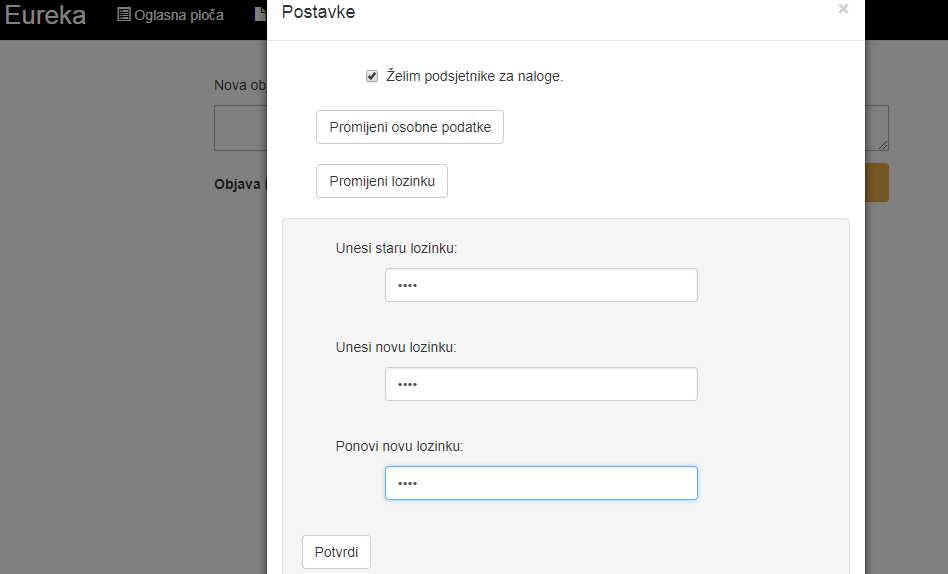 Eureka
Oglasna ploča
Postavke
×
Želim podsjetnike za naloge.
Nova obj
Promijeni osobne podatke
Promijeni lozinku
Objava i
Unesi staru lozinku:
••••
Unesi novu lozinku:
••••
Ponovi novu lozinku:
••••
Potvrdi